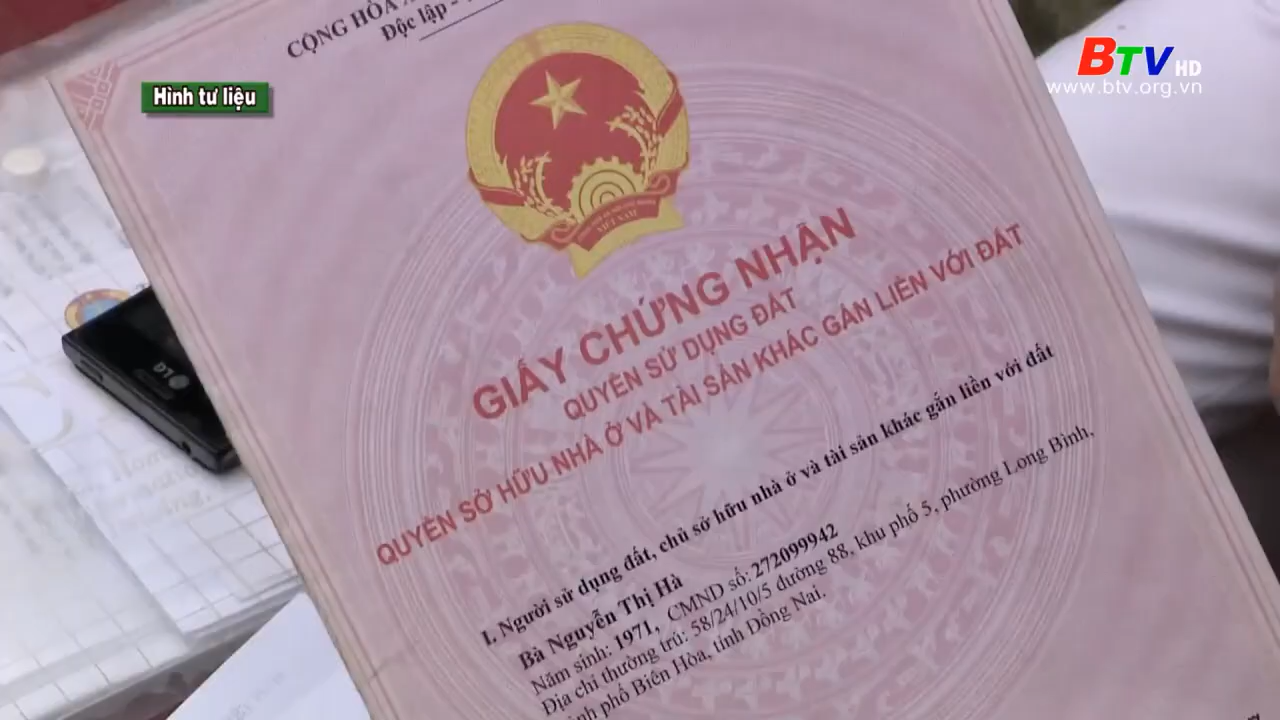 BTV HD
www.btv.org.vn
Hình tư liệu
CỘNG HÒA
Độc lập -
VIỆT NAM
GIẤY CHỨNG NHẬN
QUYỀN SỬ DỤNG ĐẤT
QUYỀN SỞ HỮU NHÀ Ở VÀ TÀI SẢN KHÁC GẮN LIỀN VỚI ĐẤT
I. Người sử dụng đất, chủ sở hữu nhà ở và tài sản khác gắn liền với đất
Bà Nguyễn Thị Hà
Năm sinh: 1971, CMND số: 272099942
Địa chỉ thường trú: 58/24/10/5 đường 88, khu phố 5, phường Long Bình,
phố Biên Hòa, tỉnh Đồng Nai.
LG